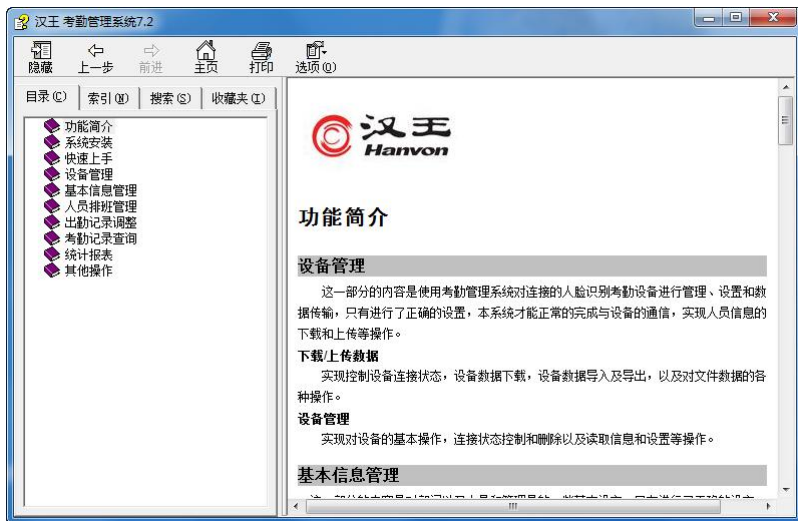 汉王 考勤管理系统7.2
隐藏 上一步 前进 主页 打印 选项(O)
目录(C) 索引(N) 搜索(S) 收藏夹(I)
功能简介
系统安装
快速上手
设备管理
基本信息管理
人员排班管理
出勤记录调整
考勤记录查询
统计报表
其他操作
汉王
Hanvon
功能简介
设备管理
这一部分的内容是使用考勤管理系统对连接的人脸识别考勤设备进行管理、设置和数
据传输，只有进行了正确的设置，本系统才能正常的完成与设备的通信，实现人员信息的
下载和上传等操作。
下载/上传数据
实现控制设备连接状态，设备数据下载，设备数据导入及导出，以及对文件数据的各
种操作。
设备管理
实现对设备的基本操作，连接状态控制和删除以及读取信息和设置等操作。
基本信息管理